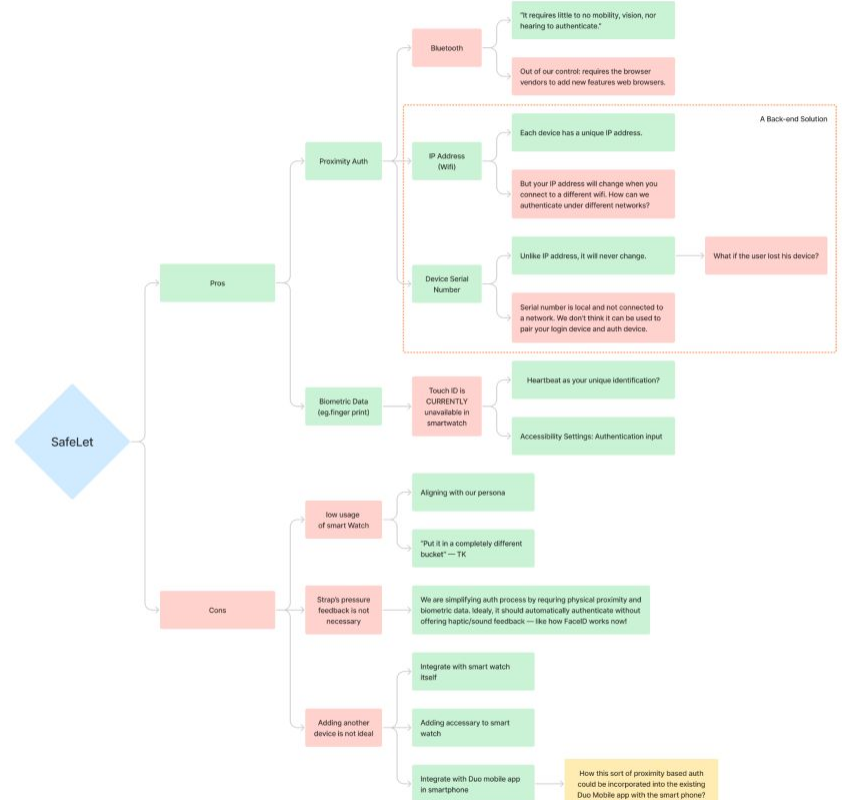 "It requires little to no mobility, vision, nor
hearing to authenticate."
Bluetooth
Out of our control: requires the browser
vendors to add new features web browsers.
A Back-end Solution
Each device has a unique IP address.
Proximity Auth
IP Address
(Wifi)
But your IP address will change when you
connect to a different wifi. How can we
authenticate under different networks?
Unlike IP address, it will never change.
What if the user lost his device?
Pros
Device Serial
Number
Serial number is local and not connected to
a network. We don't think it can be used to
pair your login device and auth device.
Heartbeat as your unique identification?
Biometric Data
(eg.finger print)
Touch ID is
CURRENTLY
unavailable in
smartwatch
Accessibility Settings: Authentication input
SafeLet
Aligning with our persona
low usage
of smart Watch
"Put it in a completely different
bucket" — TK
Cons
Strap's pressure
feedback is not
necessary
We are simplifying auth process by requring physical proximity and
biometric data. Idealy, it should automatically authenticate without
offering haptic/sound feedback — like how FaceID works now!
Integrate with smart watch
itself
Adding another
device is not ideal
Adding accessary to smart
watch
Integrate with Duo mobile app
in smartphone
How this sort of proximity based auth
could be incorporated into the existing
Duo Mobile app with the smart phone?